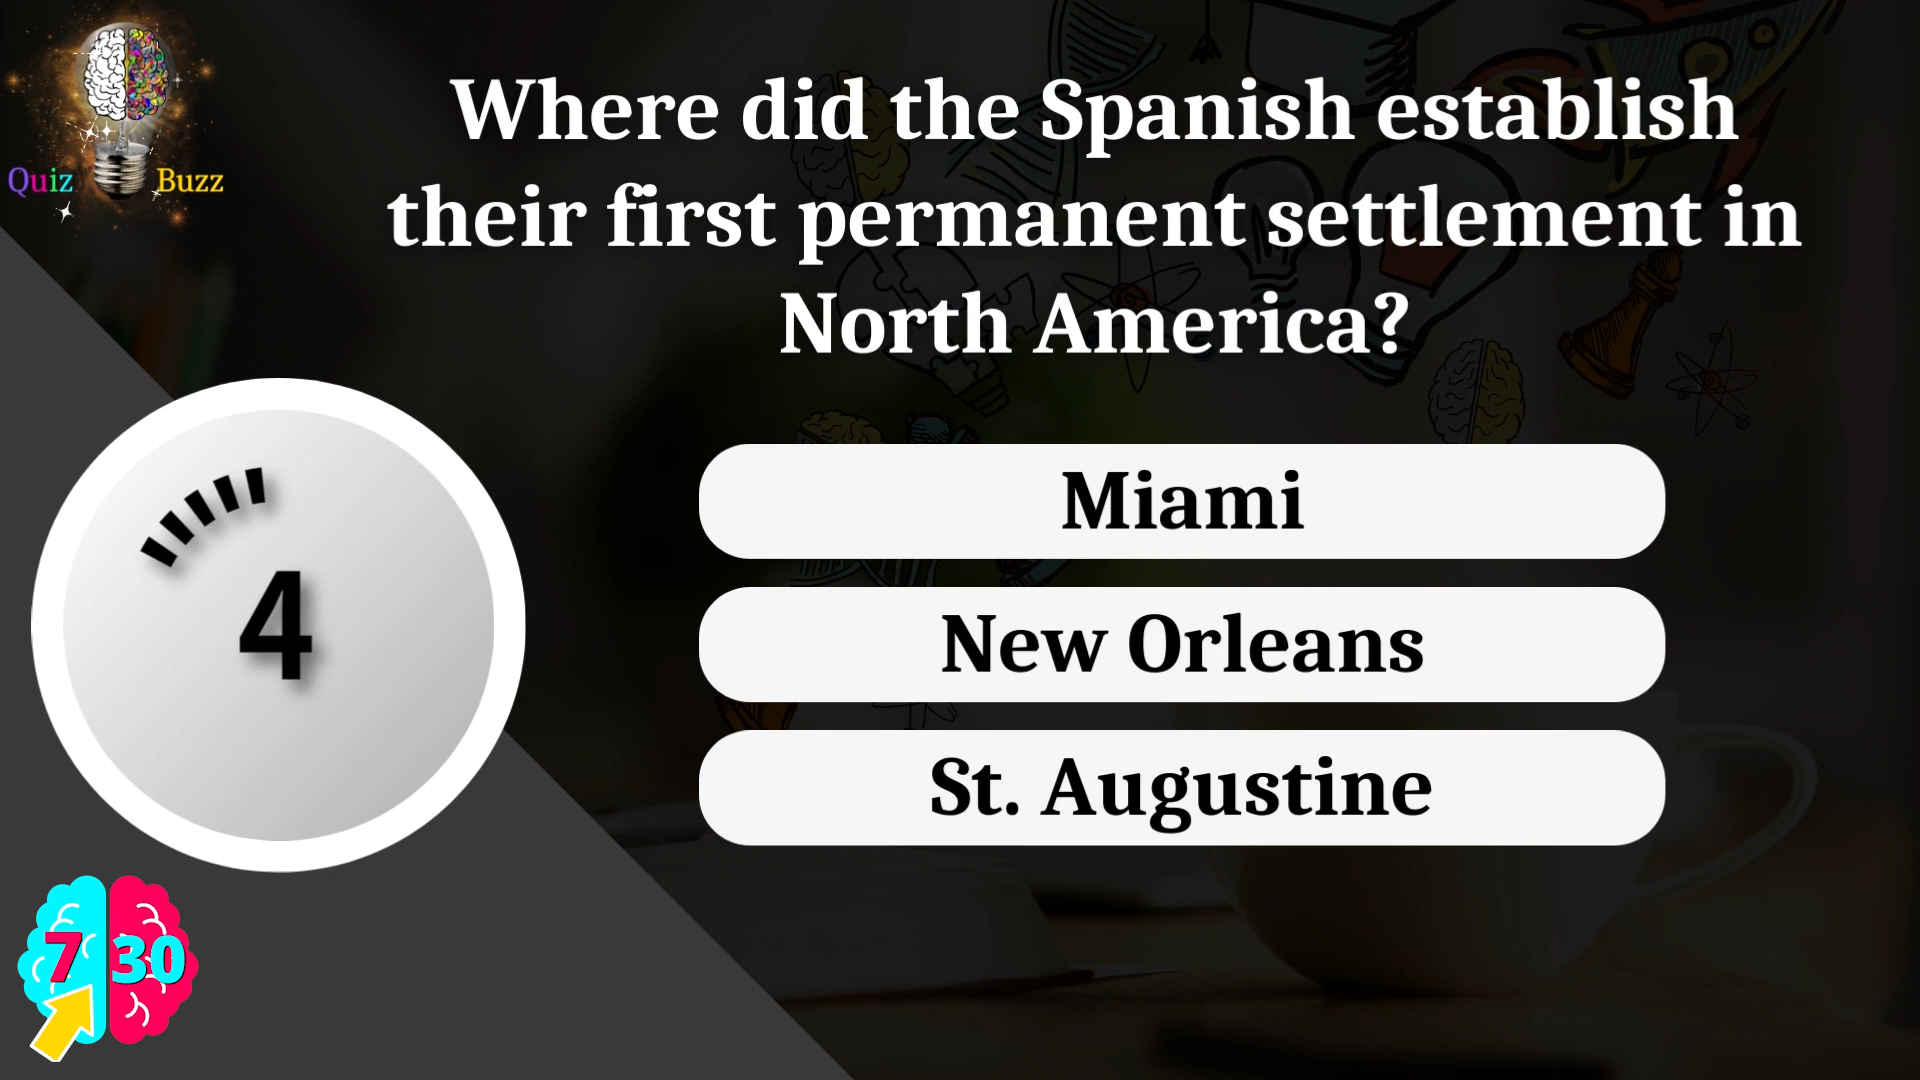 Quiz Buzz
Where did the Spanish establish
their first permanent settlement in
North America?
4
Miami
New Orleans
St. Augustine
7 30